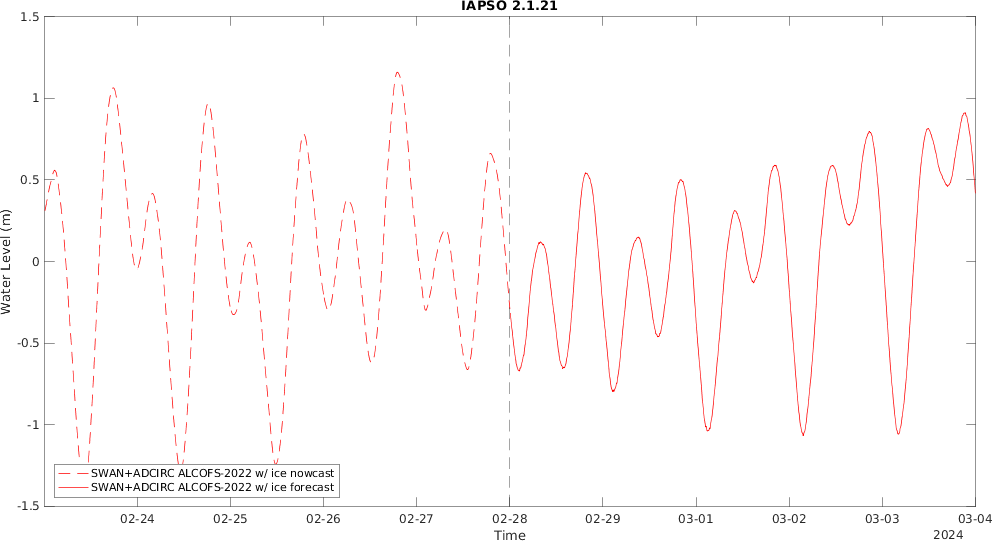 IAPSO 2.1.21
1.5
1
0.5
0
-0.5
-1
-1.5
Water Level (m)
SWAN+ADCIRC ALCOFS-2022 w/ ice nowcast
SWAN+ADCIRC ALCOFS-2022 w/ ice forecast
02-24 02-25 02-26 02-27 02-28 02-29 03-01 03-02 03-03 03-04
Time
2024